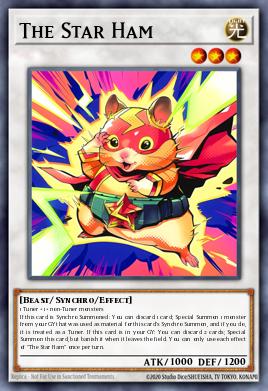 The Star Ham
LIGHT
光
[Beast/Synchro/Effect]
1 Tuner + 1+ non-Tuner monsters
If this card is Synchro Summoned: You can discard 1 card; Special Summon 1 monster
from your GY that was used as material for this card's Synchro Summon, and if you do,
it is treated as a Tuner. If this card is in your GY: You can discard 2 cards; Special
Summon this card, but banish it when it leaves the field. You can only use each effect
of "The Star Ham" once per turn.
ATK/1000 DEF/1200
Replica - Not For Use in Sanctioned Tournaments
©2020 Studio Dice/SHUEISHA, TV TOKYO, KONAMI